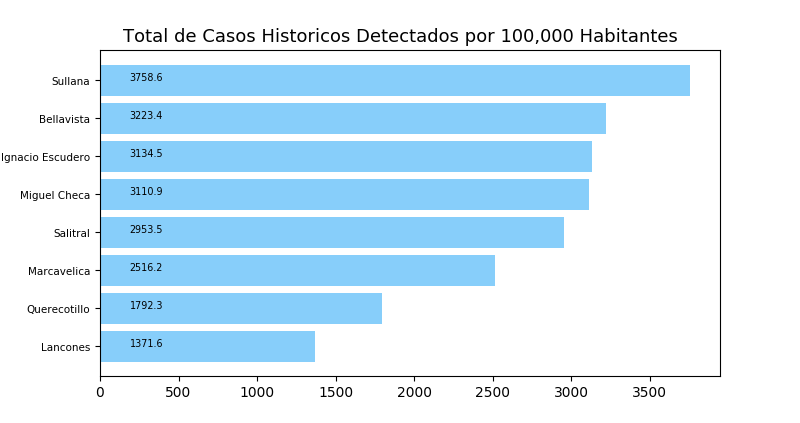 Total de Casos Historicos Detectados por 100,000 Habitantes
Sullana 3758.6
Bellavista 3223.4
Ignacio Escudero 3134.5
Miguel Checa 3110.9
Salitral 2953.5
Marcavelica 2516.2
Querecotillo 1792.3
Lancones 1371.6
0 500 1000 1500 2000 2500 3000 3500